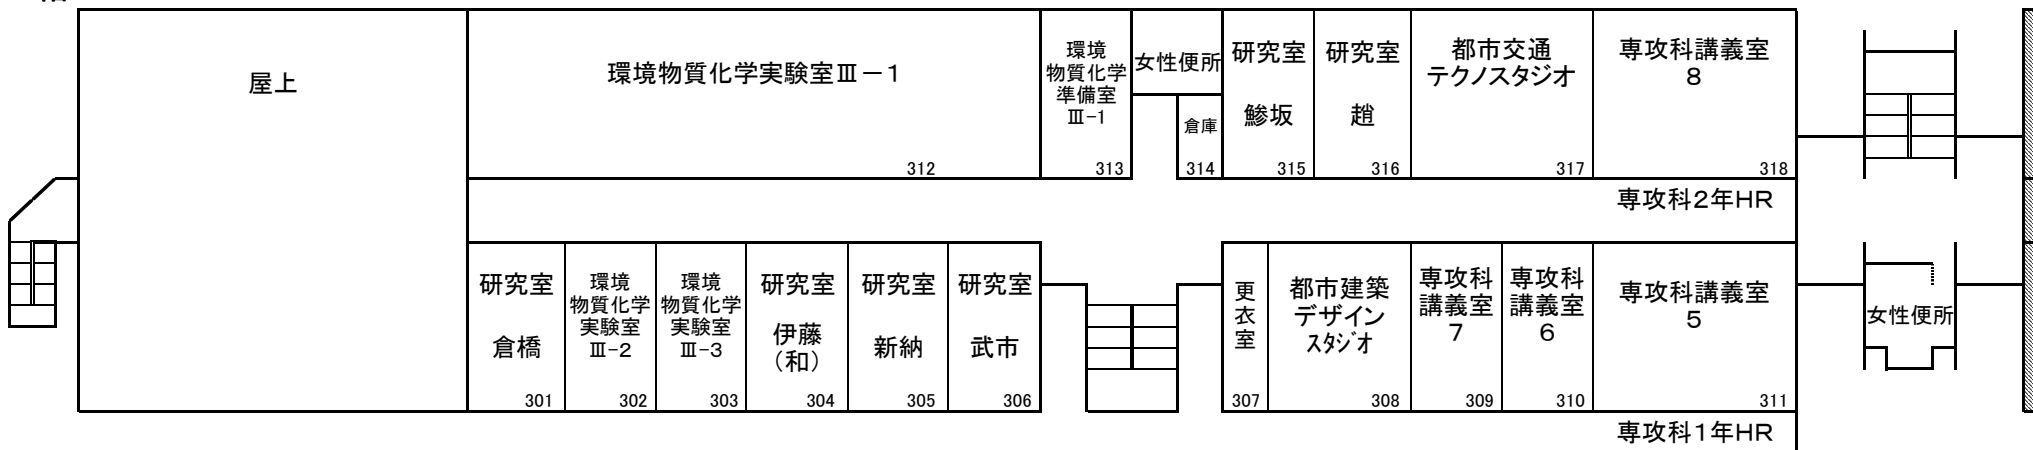 屋上
環境物質化学実験室Ⅲ－1
312
環境
物質化学
準備室
Ⅲ-1
313
女性便所
倉庫
314
研究室
鯵坂
315
研究室
趙
316
都市交通
テクノスタジオ
317
専攻科講義室
8
318
専攻科2年HR
研究室
倉橋
301
環境
物質化学
実験室
Ⅲ-2
302
環境
物質化学
実験室
Ⅲ-3
303
研究室
伊藤
（和）
304
研究室
新納
305
研究室
武市
306
更
衣
室
307
都市建築
デザイン
スタジオ
308
専攻科
講義室
7
309
専攻科
講義室
6
310
専攻科講義室
5
311
専攻科1年HR
女性便所